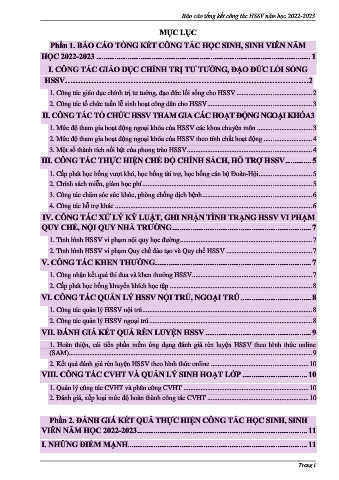 Báo cáo tổng kết công tác HSSV năm học 2022-2023
MỤC LỤC
Phần 1. BÁO CÁO TỔNG KẾT CÔNG TÁC HỌC SINH, SINH VIÊN NĂM
HỌC 2022-2023 ........ 1
I. CÔNG TÁC GIÁO DỤC CHÍNH TRỊ TƯ TƯỞNG, ĐẠO ĐỨC LỐI SỐNG
HSSV ........ 2
1. Công tác giáo dục chính trị tư tưởng, đạo đức lối sống cho HSSV ........ 2
2. Công tác tổ chức tuần lễ sinh hoạt công dân cho HSSV ........ 3
II. CÔNG TÁC TỔ CHỨC HSSV THAM GIA CÁC HOẠT ĐỘNG NGOẠI KHÓA3
1. Mức độ tham gia hoạt động ngoại khóa của HSSV các khoa chuyên môn ........ 3
2. Mức độ tham gia hoạt động ngoại khóa của HSSV theo tính chất hoạt động ........ 4
3. Một số thành tích nổi bật của phong trào HSSV ........ 4
III. CÔNG TÁC THỰC HIỆN CHẾ ĐỘ CHÍNH SÁCH, HỖ TRỢ HSSV ........ 5
1. Cấp phát học bổng vượt khó, học bổng tài trợ, học bổng cán bộ Đoàn-Hội ........ 5
2. Chính sách miễn, giảm học phí ........ 5
3. Công tác chăm sóc sức khỏe, phòng chống dịch bệnh ........ 6
4. Công tác hỗ trợ khác ........ 6
IV. CÔNG TÁC XỬ LÝ KỶ LUẬT, GHI NHẬN TÌNH TRẠNG HSSV VI PHẠM
QUY CHẾ, NỘI QUY NHÀ TRƯỜNG ........ 7
1. Tình hình HSSV vi phạm nội quy học đường ........ 7
2. Tình hình HSSV vi phạm Quy chế đào tạo và Quy chế HSSV ........ 7
V. CÔNG TÁC KHEN THƯỞNG ........ 7
1. Công nhận kết quả thi đua và khen thưởng HSSV ........ 7
2. Cấp phát học bổng khuyến khích học tập ........ 8
VI. CÔNG TÁC QUẢN LÝ HSSV NỘI TRÚ, NGOẠI TRÚ ........ 8
1. Công tác quản lý HSSV nội trú ........ 8
2. Công tác quản lý HSSV ngoại trú ........ 8
VII. ĐÁNH GIÁ KẾT QUẢ RÈN LUYỆN HSSV ........ 9
1. Hoàn thiện, cải tiến phần mềm ứng dụng đánh giá rèn luyện HSSV theo hình thức online
(SAM) ........ 9
2. Kết quả đánh giá rèn luyện HSSV theo hình thức online ........ 10
VIII. CÔNG TÁC CVHT VÀ QUẢN LÝ SINH HOẠT LỚP ........ 10
1. Quản lý công tác CVHT và phân công CVHT ........ 10
2. Đánh giá, xếp loại mức độ hoàn thành công tác CVHT ........ 10
Phần 2. ĐÁNH GIÁ KẾT QUẢ THỰC HIỆN CÔNG TÁC HỌC SINH, SINH
VIÊN NĂM HỌC 2022-2023 ........ 11
I. NHỮNG ĐIỂM MẠNH ........ 11
Trang i